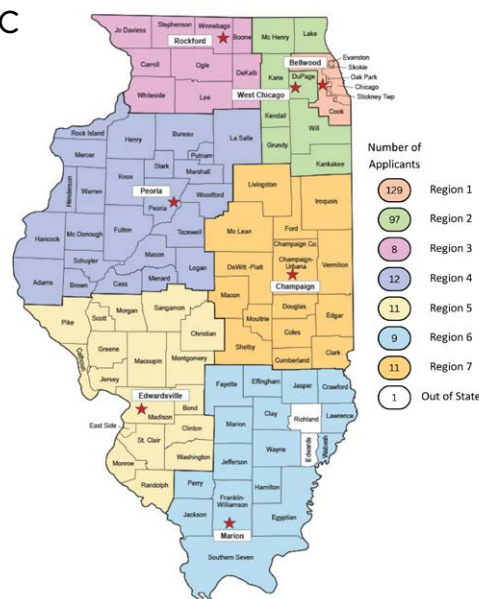 C
Jo Daviess
Stephenson
Winnebago
Boone
Mc Henry
Lake
Rockford
Carroll
Ogle
DeKalb
Kane
DuPage
Bellwood
Evanston
Skokie
Oak Park
Chicago
Stickney Twp
Cook
West Chicago
Whiteside
Lee
Kendall
Will
Grundy
Kankakee
Rock Island
Henry
Bureau
La Salle
Mercer
Putnam
Stark
Marshall
Knox
Henderson
Warren
Peoria
Peoria
Woodford
Livingston
Iroquois
Hancock
Mc Donough
Fulton
Tazewell
Mc Lean
Ford
Champaign Co.
Champaign-
Urbana
Vermilion
Schuyler
Mason
Logan
DeWitt -Piatt
Champaign
Adams
Brown
Cass
Menard
Macon
Douglas
Edgar
Pike
Scott
Morgan
Sangamon
Christian
Moultrie
Coles
Shelby
Cumberland
Clark
Greene
Calhoun
Macoupin
Montgomery
Jersey
Edwardsville
Madison
Bond
Fayette
Effingham
Jasper
Crawford
East Side
Clinton
Clay
Richland
Lawrence
St. Clair
Marion
Wayne
Edwards
Wabash
Monroe
Washington
Jefferson
Randolph
Perry
Hamilton
Franklin-
Williamson
Jackson
Egyptian
Marion
Southern Seven
Number of
Applicants
129 Region 1
97 Region 2
8 Region 3
12 Region 4
11 Region 5
9 Region 6
11 Region 7
1 Out of State